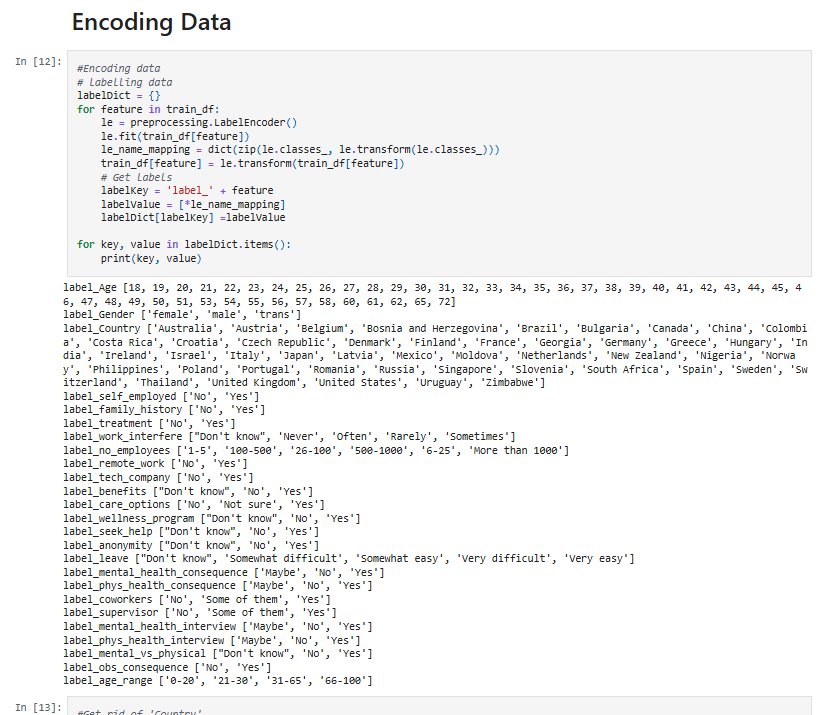 Encoding Data
In [12]:
#Encoding data
# labelling data
labelDict = {}
for feature in train_df:
    le = preprocessing.LabelEncoder()
    le.fit(train_df[feature])
    le_name_mapping = dict(zip(le.classes_, le.transform(le.classes_)))
    train_df[feature] = le.transform(train_df[feature])
    # Get labels
    labelKey = 'label_' + feature
    labelValue = [*le_name_mapping]
    labelDict[labelKey] =labelValue
for key, value in labelDict.items():
    print(key, value)
label_Age [18, 19, 20, 21, 22, 23, 24, 25, 26, 27, 28, 29, 30, 31, 32, 33, 34, 35, 36, 37, 38, 39, 40, 41, 42, 43, 44, 45, 4
6, 47, 48, 49, 50, 51, 53, 54, 55, 56, 57, 58, 60, 61, 62, 65, 72]
label_Gender ['female', 'male', 'trans']
label_Country ['Australia', 'Austria', 'Belgium', 'Bosnia and Herzegovina', 'Brazil', 'Bulgaria', 'Canada', 'China', 'Colombi
a', 'Costa Rica', 'Croatia', 'Czech Republic', 'Denmark', 'Finland', 'France', 'Georgia', 'Germany', 'Greece', 'Hungary', 'In
dia', 'Ireland', 'Israel', 'Italy', 'Japan', 'Latvia', 'Mexico', 'Moldova', 'Netherlands', 'New Zealand', 'Nigeria', 'Norwa
y', 'Philippines', 'Poland', 'Portugal', 'Romania', 'Russia', 'Singapore', 'Slovenia', 'South Africa', 'Spain', 'Sweden', 'Sw
itzerland', 'Thailand', 'United Kingdom', 'United States', 'Uruguay', 'Zimbabwe']
label_self_employed ['No', 'Yes']
label_family_history ['No', 'Yes']
label_treatment ['No', 'Yes']
label_work_interfere ["Don't know", 'Never', 'Often', 'Rarely', 'Sometimes']
label_no_employees ['1-5', '100-500', '26-100', '500-1000', '6-25', 'More than 1000']
label_remote_work ['No', 'Yes']
label_tech_company ['No', 'Yes']
label_benefits ["Don't know", 'No', 'Yes']
label_care_options ['No', 'Not sure', 'Yes']
label_wellness_program ["Don't know", 'No', 'Yes']
label_seek_help ["Don't know", 'No', 'Yes']
label_anonymity ["Don't know", 'No', 'Yes']
label_leave ["Don't know", 'Somewhat difficult', 'Somewhat easy', 'Very difficult', 'Very easy']
label_mental_health_consequence ['Maybe', 'No', 'Yes']
label_phys_health_consequence ['Maybe', 'No', 'Yes']
label_coworkers ['No', 'Some of them', 'Yes']
label_supervisor ['No', 'Some of them', 'Yes']
label_mental_health_interview ['Maybe', 'No', 'Yes']
label_phys_health_interview ['Maybe', 'No', 'Yes']
label_mental_vs_physical ["Don't know", 'No', 'Yes']
label_obs_consequence ['No', 'Yes']
label_age_range ['0-20', '21-30', '31-65', '66-100']
In [13]:
#Get rid of 'Country'